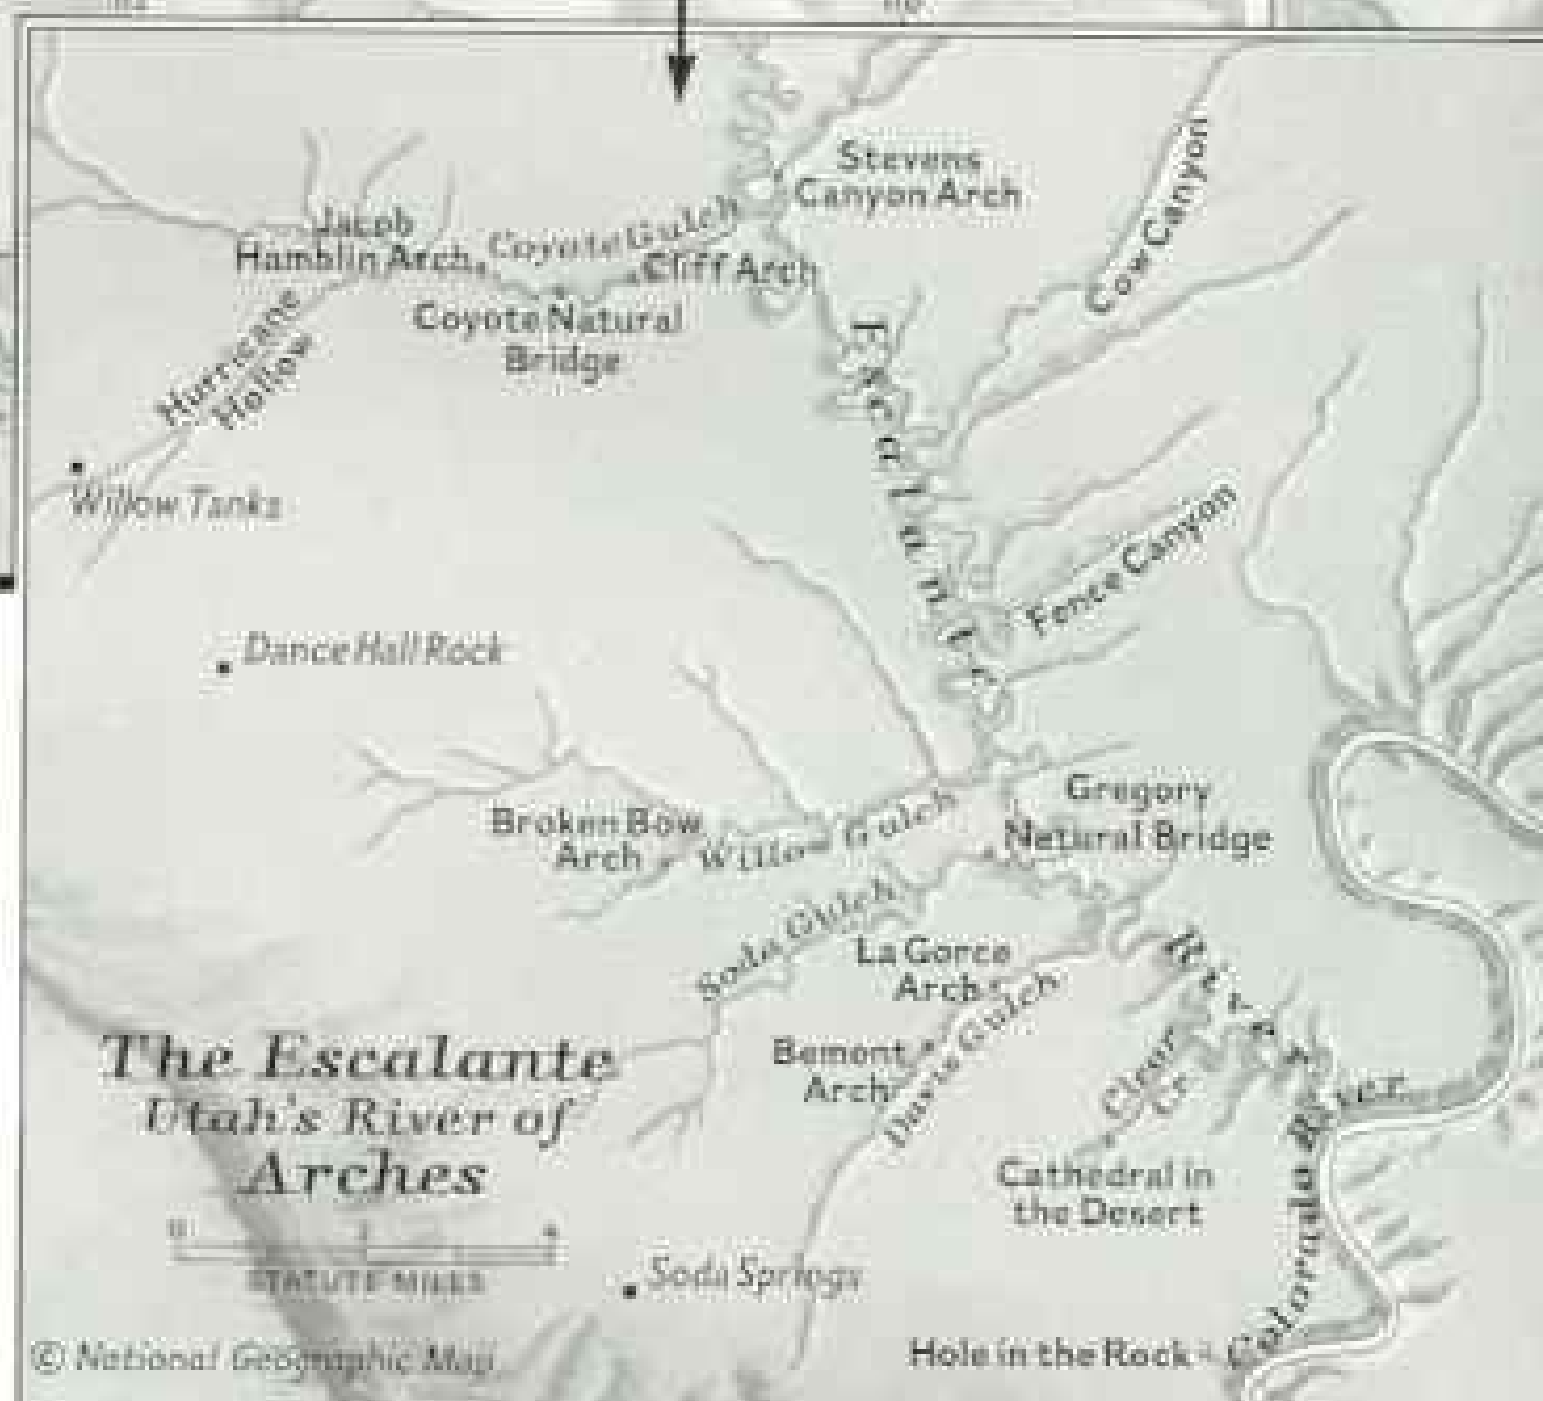 Stevens
Canyon Arch
Cow Canyon
Jacob
Hamblin Arch
Coyote Gulch
Cliff Arch
Coyote Natural
Bridge
Hurricane
Hollow
Willow Tanks
Escalante
Fence Canyon
Dance Hall Rock
Gregory
Natural Bridge
Broken Bow
Arch
Willow Gulch
Soda Gulch
La Gorce
Arch
River
Bement
Arch
Davis Gulch
Clear
Cr.
The Escalante
Utah's River of
Arches
Cathedral in
the Desert
0
STATUTE MILES
Soda Springs
Colorado River
Hole in the Rock
© National Geographic Map